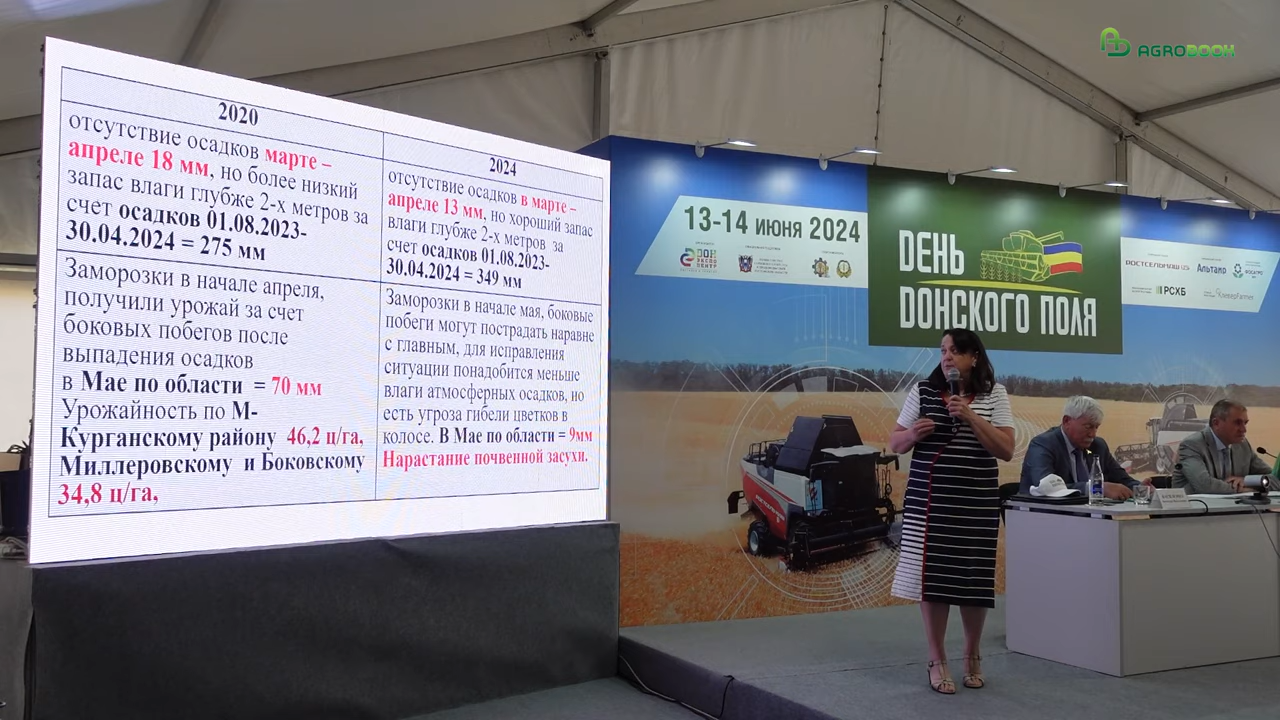 AGROBOOK
2020
отсутствие осадков марте –
апреле 18 мм, но более низкий
запас влаги глубже 2-х метров за
счет осадков 01.08.2023-
30.04.2024 = 275 мм
Заморозки в начале апреля,
получили урожай за счет
боковых побегов после
выпадения осадков
в Мае по области = 70 мм
Урожайность по М-
Курганскому району 46,2 ц/га,
Миллеровскому и Боковскому
34,8 ц/га,
2024
отсутствие осадков в марте –
апреле 13 мм, но хороший запас
влаги глубже 2-х метров за
счет осадков 01.08.2023-
30.04.2024 = 349 мм
Заморозки в начале мая, боковые
побеги могут пострадать наравне
с главным, для исправления
ситуации понадобится меньше
влаги атмосферных осадков, но
есть угроза гибели цветков в
колосе. В Мае по области = 9мм
Нарастание почвенной засухи.
13-14 июня 2024
ДОН
ЭКСПО
ЦЕНТР
ДЕНЬ
ДОНСКОГО ПОЛЯ
РОСТСЕЛЬМАШ
Альтаир
ФОСАГРО
РСХБ